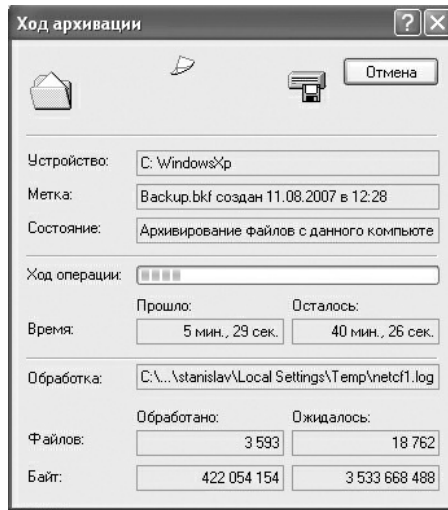 Ход архивации
Отмена
Устройство: C: WindowsXp
Метка: Backup.bkf создан 11.08.2007 в 12:28
Состояние: Архивирование файлов с данного компьюте
Ход операции:
Прошло: Осталось:
Время: 5 мин., 29 сек. 40 мин., 26 сек.
Обработка: C:\...\stanislav\Local Settings\Temp\netcf1.log
Обработано: Ожидалось:
Файлов: 3 593 18 762
Байт: 422 054 154 3 533 668 488